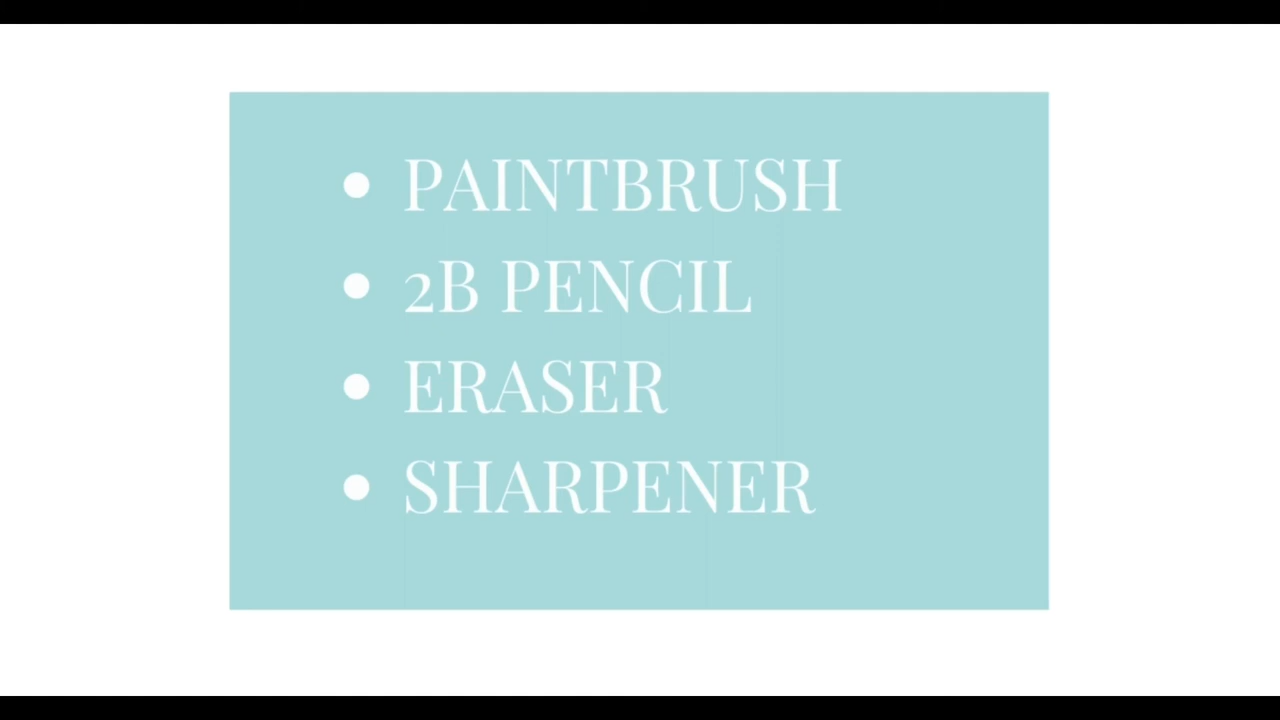 • PAINTBRUSH
• 2B PENCIL
• ERASER
• SHARPENER